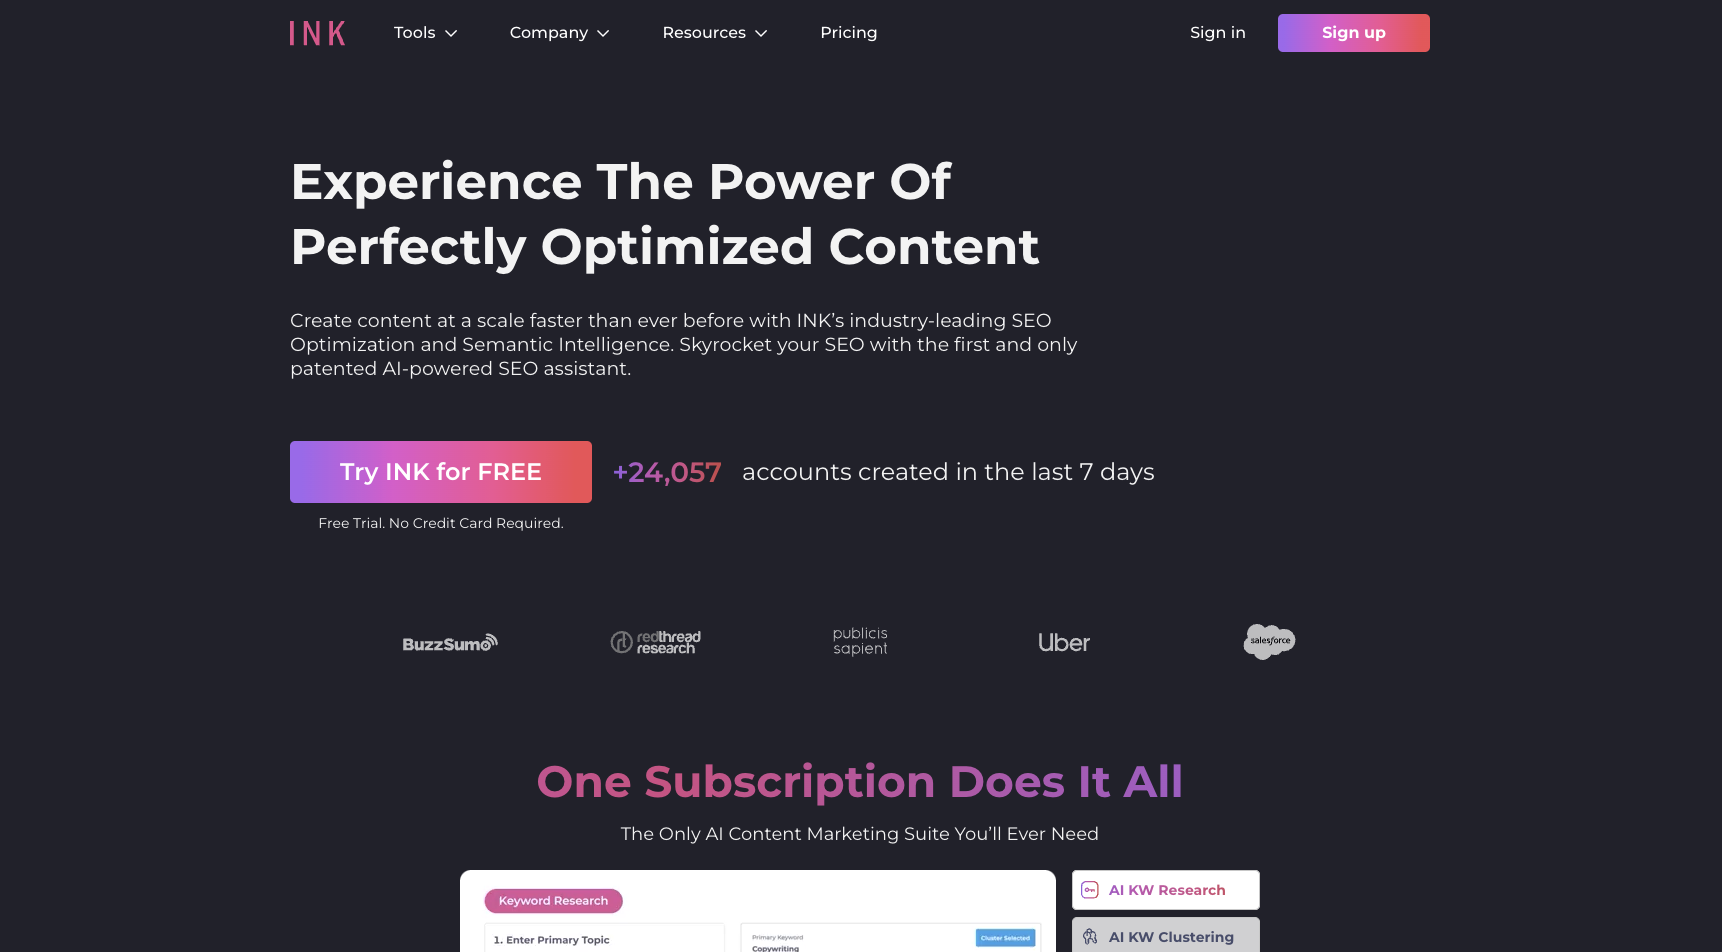 INK
Tools
Company
Resources
Pricing
Sign in
Sign up
Experience The Power Of
Perfectly Optimized Content
Create content at a scale faster than ever before with INK’s industry-leading SEO
Optimization and Semantic Intelligence. Skyrocket your SEO with the first and only
patented AI-powered SEO assistant.
Try INK for FREE
+24,057 accounts created in the last 7 days
Free Trial. No Credit Card Required.
BuzzSumo
redthread
research
publicis
sapient
Uber
salesforce
One Subscription Does It All
The Only AI Content Marketing Suite You’ll Ever Need
Keyword Research
AI KW Research
1. Enter Primary Topic
Primary Keyword
Copywriting
Cluster Selected
AI KW Clustering